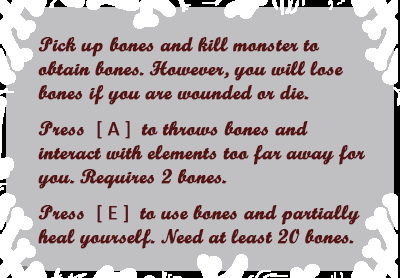 Pick up bones and kill monster to
obtain bones. However, you will lose
bones if you are wounded or die.
Press [A] to throws bones and
interact with elements too far away for
you. Requires 2 bones.
Press [E] to use bones and partially
heal yourself. Need at least 20 bones.